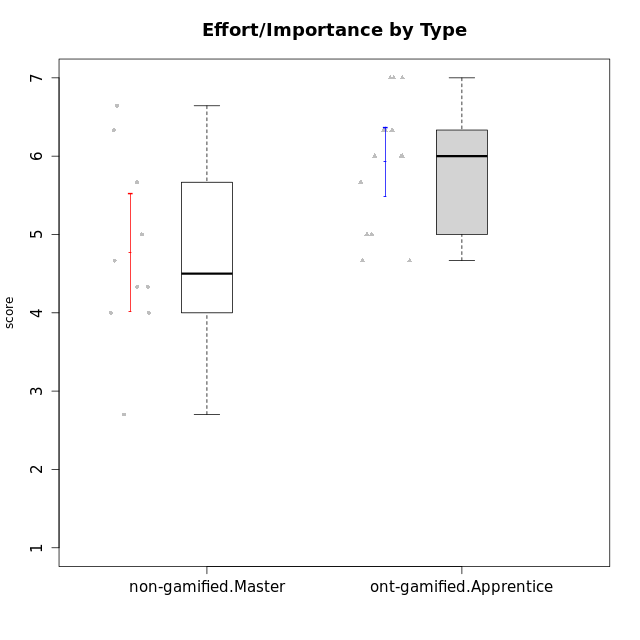 Effort/Importance by Type
7
6
5
4
3
2
1
score
non-gamified.Master
ont-gamified.Apprentice